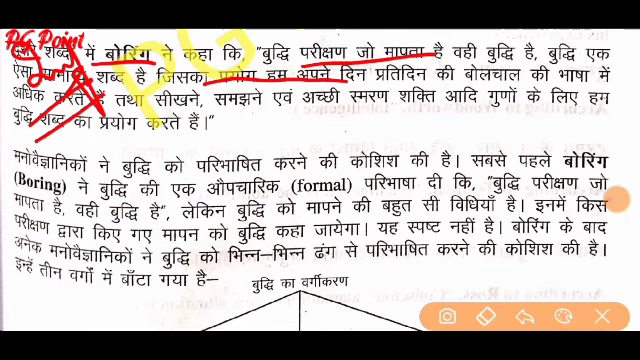 PG Point
शब्द में बोरिंग ने कहा कि, "बुद्धि परीक्षण जो मापता है वही बुद्धि है, बुद्धि एक
ऐसा सामान्य शब्द है जिसका प्रयोग हम अपने दिन प्रतिदिन की बोलचाल की भाषा में
अधिक करते हैं तथा सीखने, समझने एवं अच्छी स्मरण शक्ति आदि गुणों के लिए हम
बुद्धि शब्द का प्रयोग करते हैं।"
मनोवैज्ञानिकों ने बुद्धि को परिभाषित करने की कोशिश की है। सबसे पहले बोरिंग
(Boring) ने बुद्धि की एक औपचारिक (formal) परिभाषा दी कि, "बुद्धि परीक्षण जो
मापता है, वही बुद्धि है", लेकिन बुद्धि को मापने की बहुत सी विधियाँ है। इनमें किस
परीक्षण द्वारा किए गए मापन को बुद्धि कहा जायेगा। यह स्पष्ट नहीं है। बोरिंग के बाद
अनेक मनोवैज्ञानिकों ने बुद्धि को भिन्न–भिन्न ढंग से परिभाषित करने की कोशिश की है।
इन्हें तीन वर्गों में बाँटा गया है–
बुद्धि का वर्गीकरण